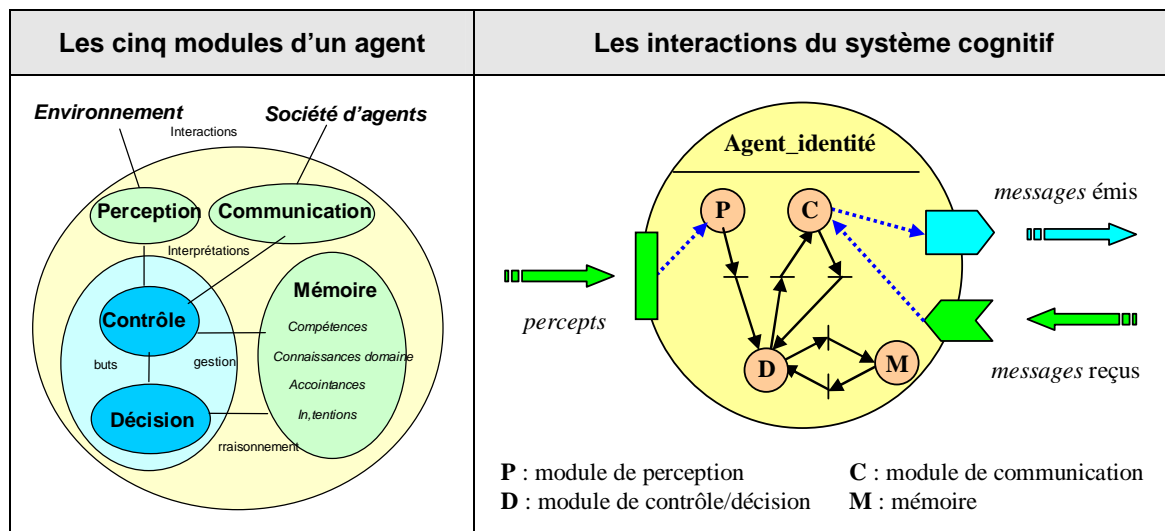 Les cinq modules d'un agent
Les interactions du système cognitif
Environnement
Société d'agents
Interactions
Perception
Communication
Interprétations
Mémoire
Contrôle
Compétences
Connaissances domaine
buts
gestion
Accointances
In,tentions
Décision
rraisonnement
Agent_identité
P
C
messages émis
percepts
D
M
messages reçus
P : module de perception
C : module de communication
D : module de contrôle/décision
M : mémoire